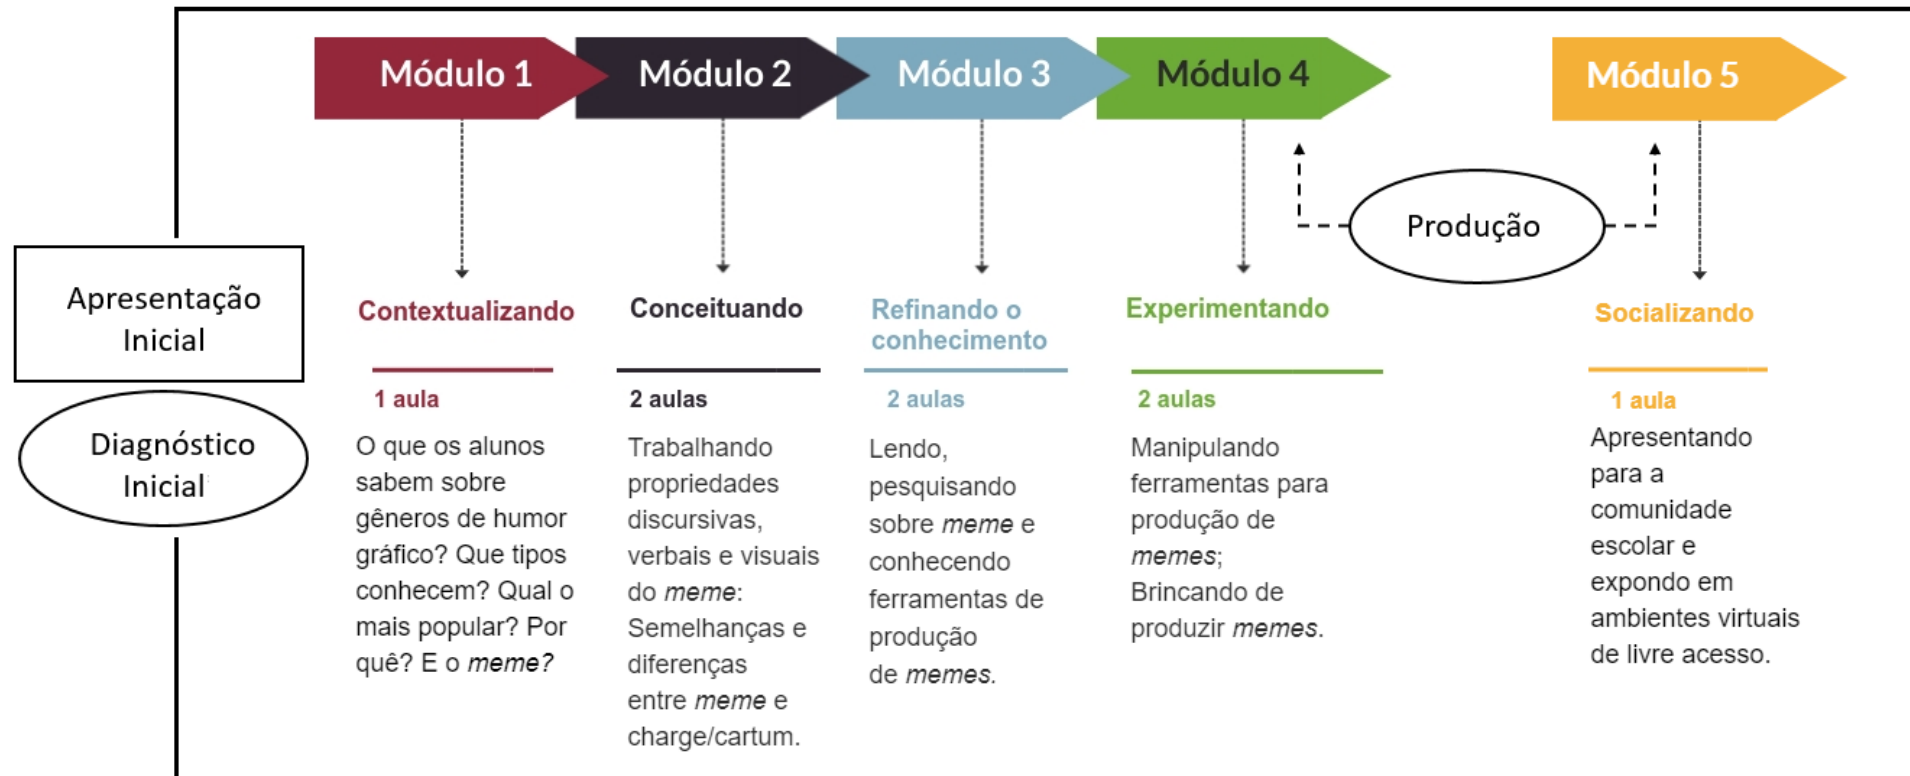 Apresentação
Inicial
Diagnóstico
Inicial
Módulo 1
Contextualizando
1 aula
O que os alunos
sabem sobre
gêneros de humor
gráfico? Que tipos
conhecem? Qual o
mais popular? Por
quê? E o meme?
Módulo 2
Conceituando
2 aulas
Trabalhando
propriedades
discursivas,
verbais e visuais
do meme:
Semelhanças e
diferenças
entre meme e
charge/cartum.
Módulo 3
Refinando o
conhecimento
2 aulas
Lendo,
pesquisando
sobre meme e
conhecendo
ferramentas de
produção
de memes.
Módulo 4
Experimentando
2 aulas
Manipulando
ferramentas para
produção de
memes;
Brincando de
produzir memes.
Produção
Módulo 5
Socializando
1 aula
Apresentando
para a
comunidade
escolar e
expondo em
ambientes virtuais
de livre acesso.